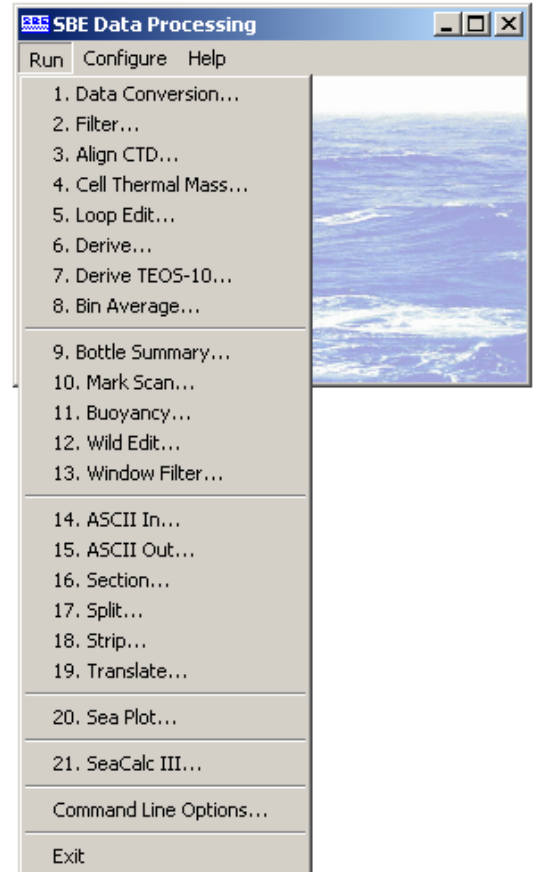 SBE SBE Data Processing
Run Configure Help
1. Data Conversion...
2. Filter...
3. Align CTD...
4. Cell Thermal Mass...
5. Loop Edit...
6. Derive...
7. Derive TEOS-10...
8. Bin Average...
9. Bottle Summary...
10. Mark Scan...
11. Buoyancy...
12. Wild Edit...
13. Window Filter...
14. ASCII In...
15. ASCII Out...
16. Section...
17. Split...
18. Strip...
19. Translate...
20. Sea Plot...
21. SeaCalc III...
Command Line Options...
Exit